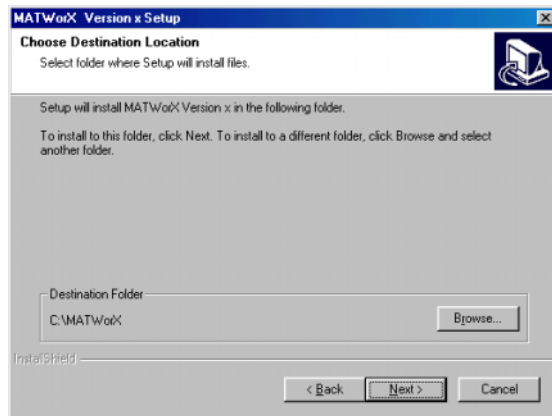 MATWorX Version x Setup
Choose Destination Location
Select folder where Setup will install files.
Setup will install MATWorX Version x in the following folder.
To install to this folder, click Next. To install to a different folder, click Browse and select
another folder.
Destination Folder
C:\MATWorX
Browse...
InstallShield
< Back
Next >
Cancel